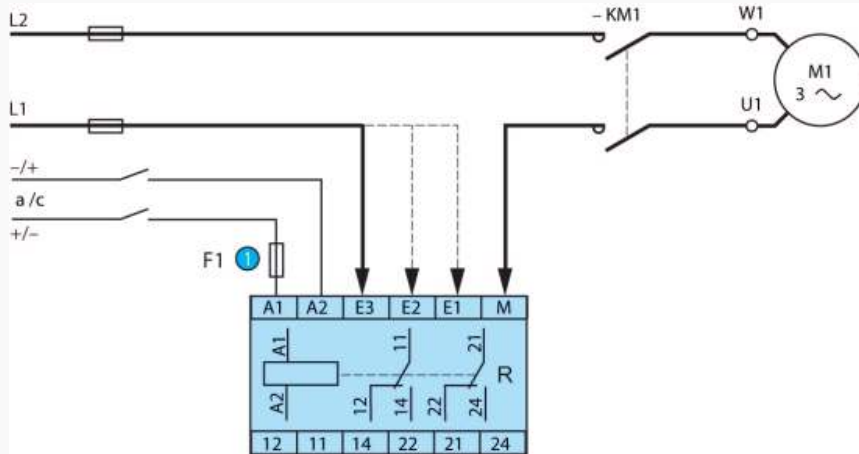 L2
– KM1
W1
M1
3 ~
L1
U1
–/+
a /c
+/–
F1 1
A1 A2 E3 E2 E1 M
A1
11
21
R
A2
12
14
22
24
12 11 14 22 21 24